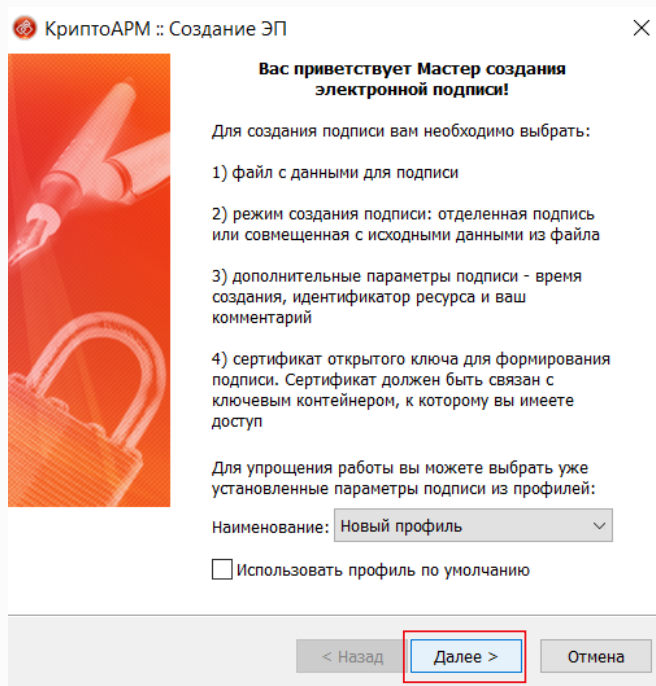 КриптоАРМ :: Создание ЭП
Вас приветствует Мастер создания
электронной подписи!
Для создания подписи вам необходимо выбрать:
1) файл с данными для подписи
2) режим создания подписи: отделенная подпись
или совмещенная с исходными данными из файла
3) дополнительные параметры подписи - время
создания, идентификатор ресурса и ваш
комментарий
4) сертификат открытого ключа для формирования
подписи. Сертификат должен быть связан с
ключевым контейнером, к которому вы имеете
доступ
Для упрощения работы вы можете выбрать уже
установленные параметры подписи из профилей:
Наименование: Новый профиль
Использовать профиль по умолчанию
< Назад Далее > Отмена